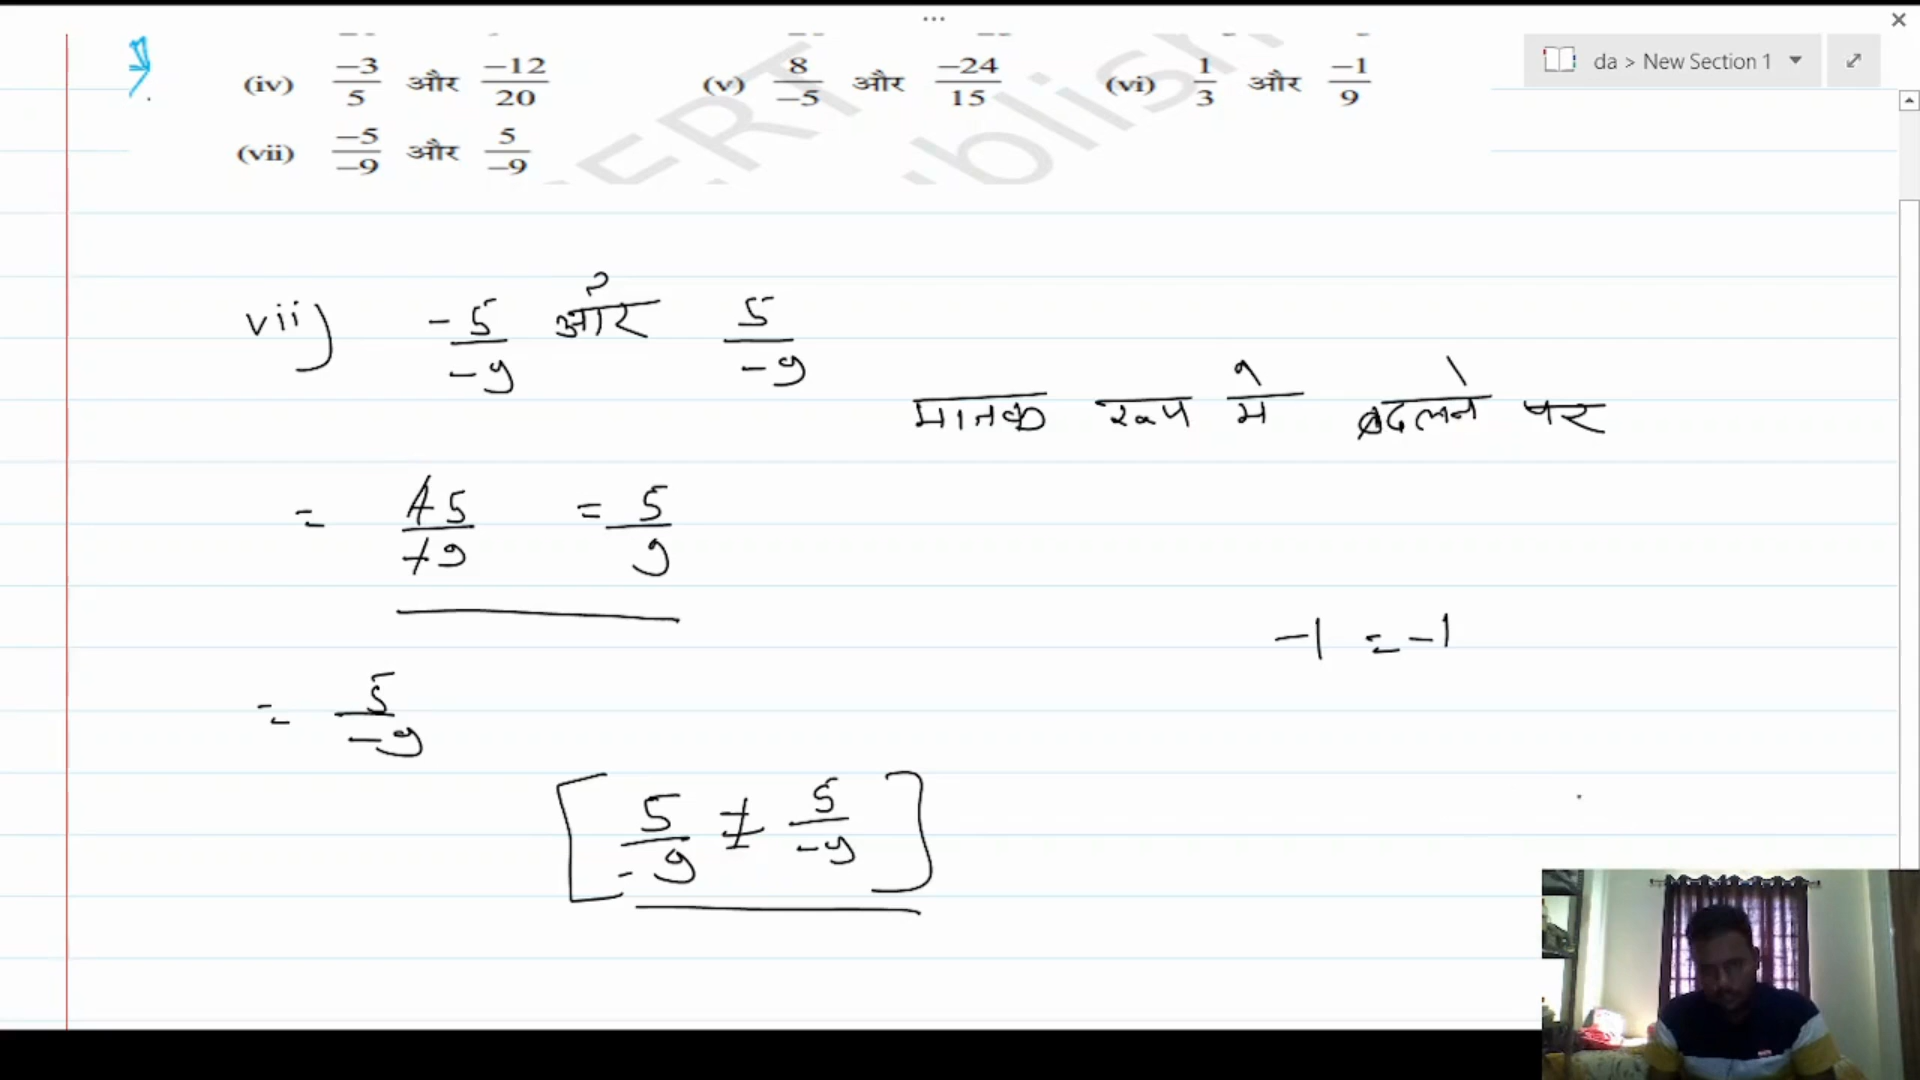 da > New Section 1
(iv) −3/5 और −12/20 (v) 8/−5 और −24/15 (vi) 1/3 और −1/9
(vii) −5/−9 और 5/−9
vii) -5/-9 और 5/-9
मानक रूप में बदलने पर
= +5/+9 = 5/9
-1 = -1
= 5/-9
[5/-9 ≠ 5/-9]